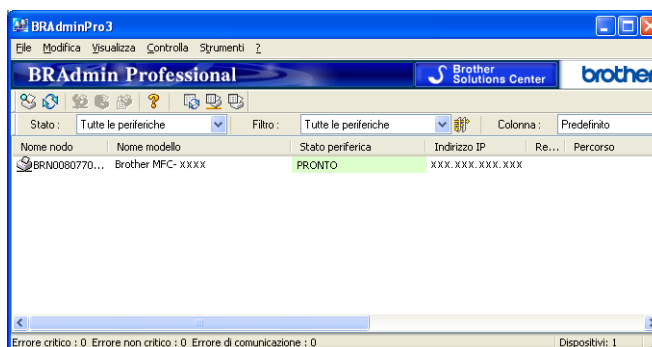 BRAdminPro3
File Modifica Visualizza Controlla Strumenti ?
BRAdmin Professional Brother Solutions Center brother
Stato : Tutte le periferiche Filtro : Tutte le periferiche Colonna : Predefinito
Nome nodo Nome modello Stato periferica Indirizzo IP Re... Percorso
BRN0080770... Brother MFC- XXXX PRONTO XXX.XXX.XXX.XXX
Errore critico : 0 Errore non critico : 0 Errore di comunicazione : 0 Dispositivi: 1